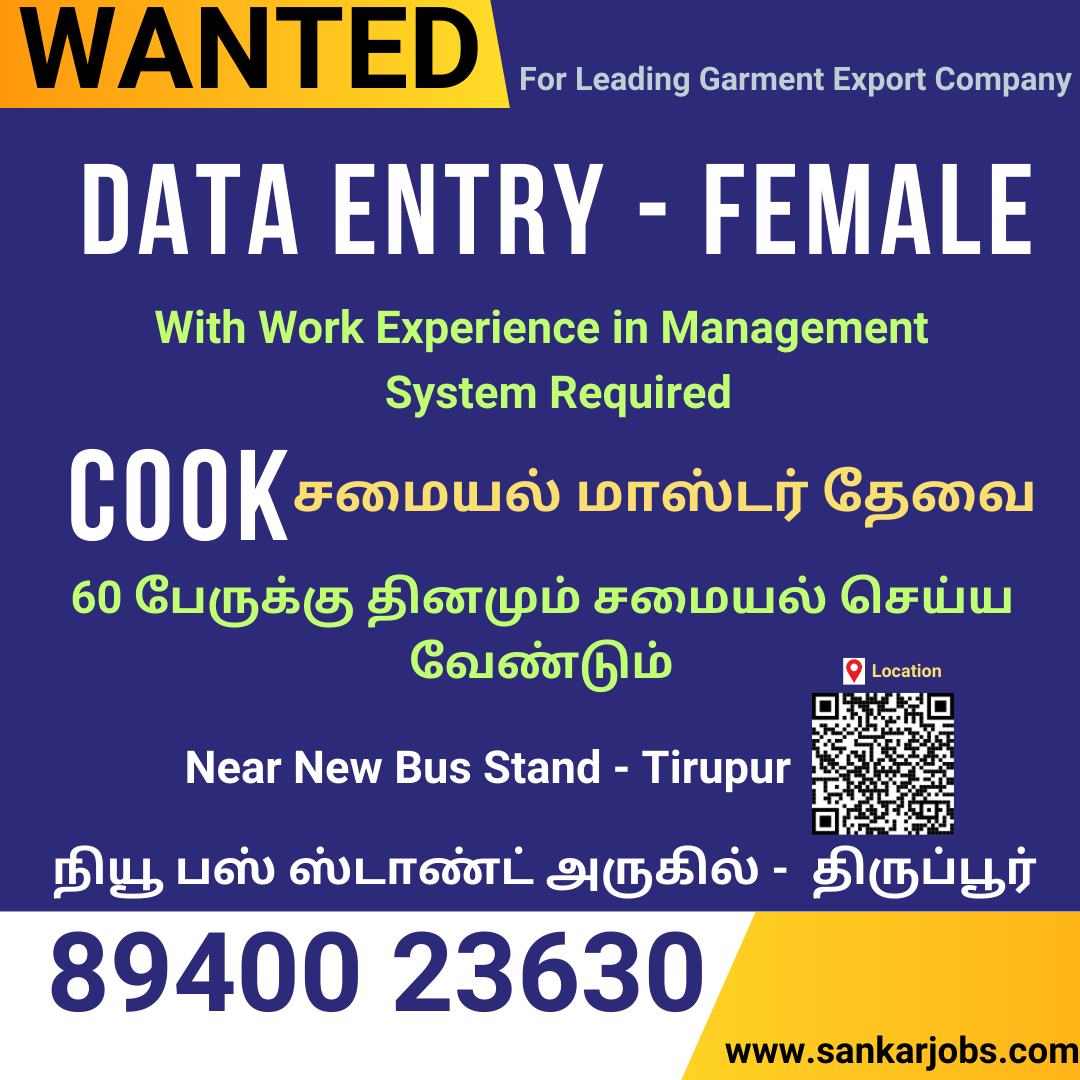 WANTED
For Leading Garment Export Company
DATA ENTRY - FEMALE
With Work Experience in Management
System Required
COOK சமையல் மாஸ்டர் தேவை
60 பேருக்கு தினமும் சமையல் செய்ய
வேண்டும்
Location
Near New Bus Stand - Tirupur
நியூ பஸ் ஸ்டாண்ட் அருகில் - திருப்பூர்
89400 23630
www.sankarjobs.com